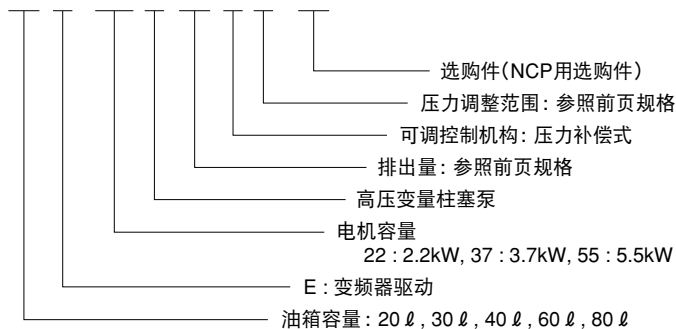 选购件(NCP用选购件)
压力调整范围: 参照前页规格
可调控制机构: 压力补偿式
排出量: 参照前页规格
高压变量柱塞泵
电机容量
22 : 2.2kW, 37 : 3.7kW, 55 : 5.5kW
E : 变频器驱动
油箱容量: 20 ℓ , 30 ℓ , 40 ℓ , 60 ℓ , 80 ℓ